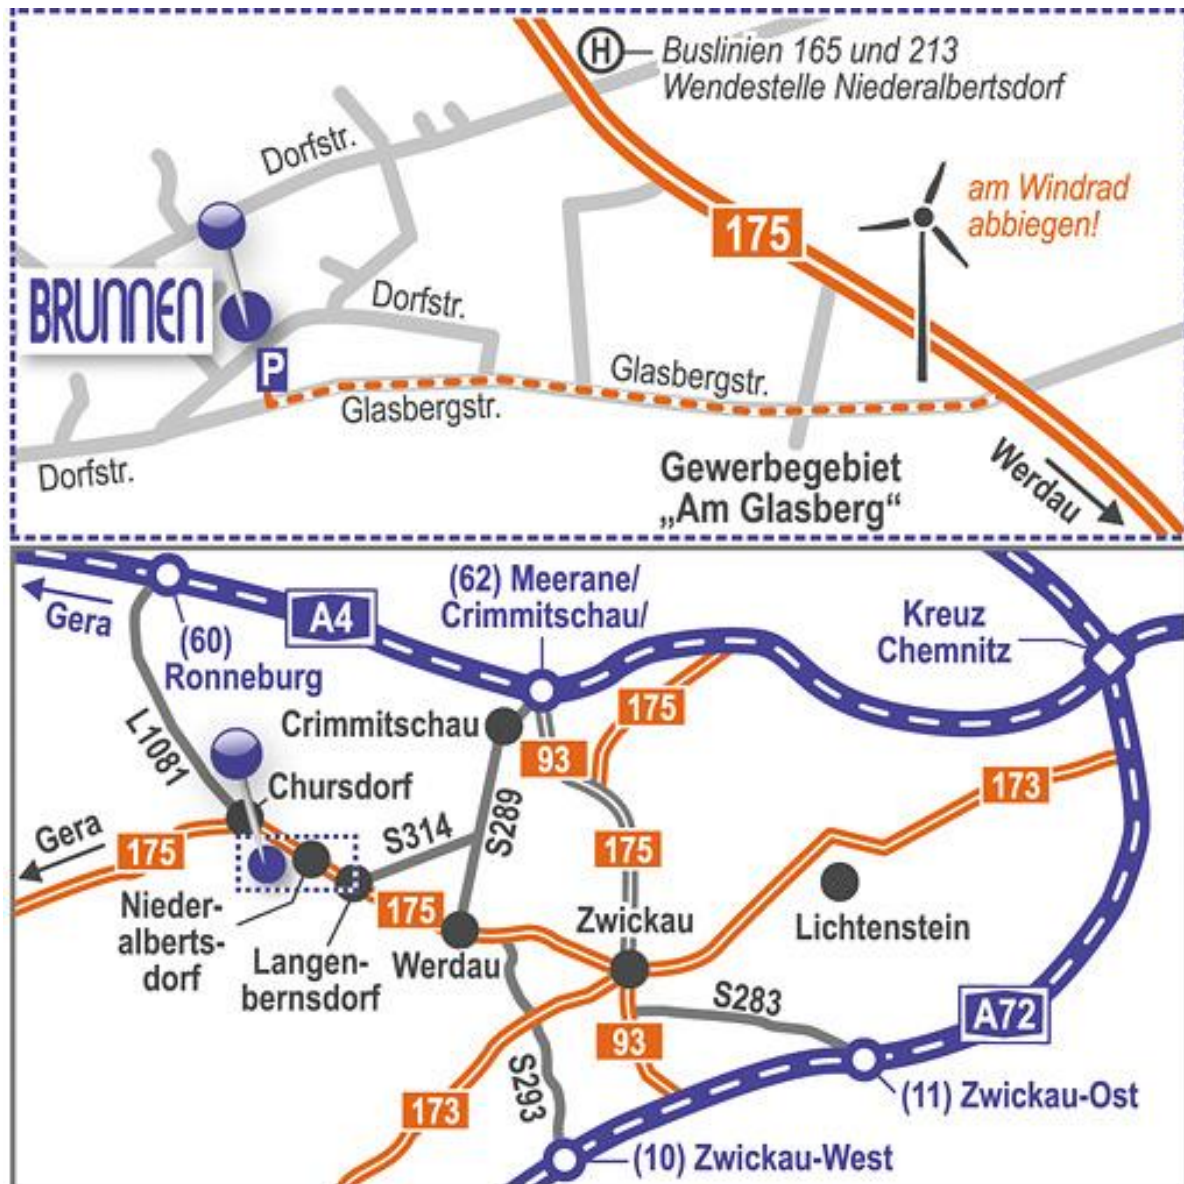 H
Buslinien 165 und 213
Wendestelle Niederalbertsdorf
Dorfstr.
am Windrad
abbiegen!
175
BRUNNEN
Dorfstr.
P
Glasbergstr.
Glasbergstr.
Dorfstr.
Gewerbegebiet
„Am Glasberg“
Werdau
(62) Meerane/
Crimmitschau/
Gera
A4
Kreuz
Chemnitz
(60)
Ronneburg
Crimmitschau
175
93
L1081
Chursdorf
173
Gera
175
S314
S289
175
Nieder-
alberts-
dorf
175
Zwickau
Lichtenstein
Langen-
bernsdorf
Werdau
S283
A72
93
S293
173
(11) Zwickau-Ost
(10) Zwickau-West